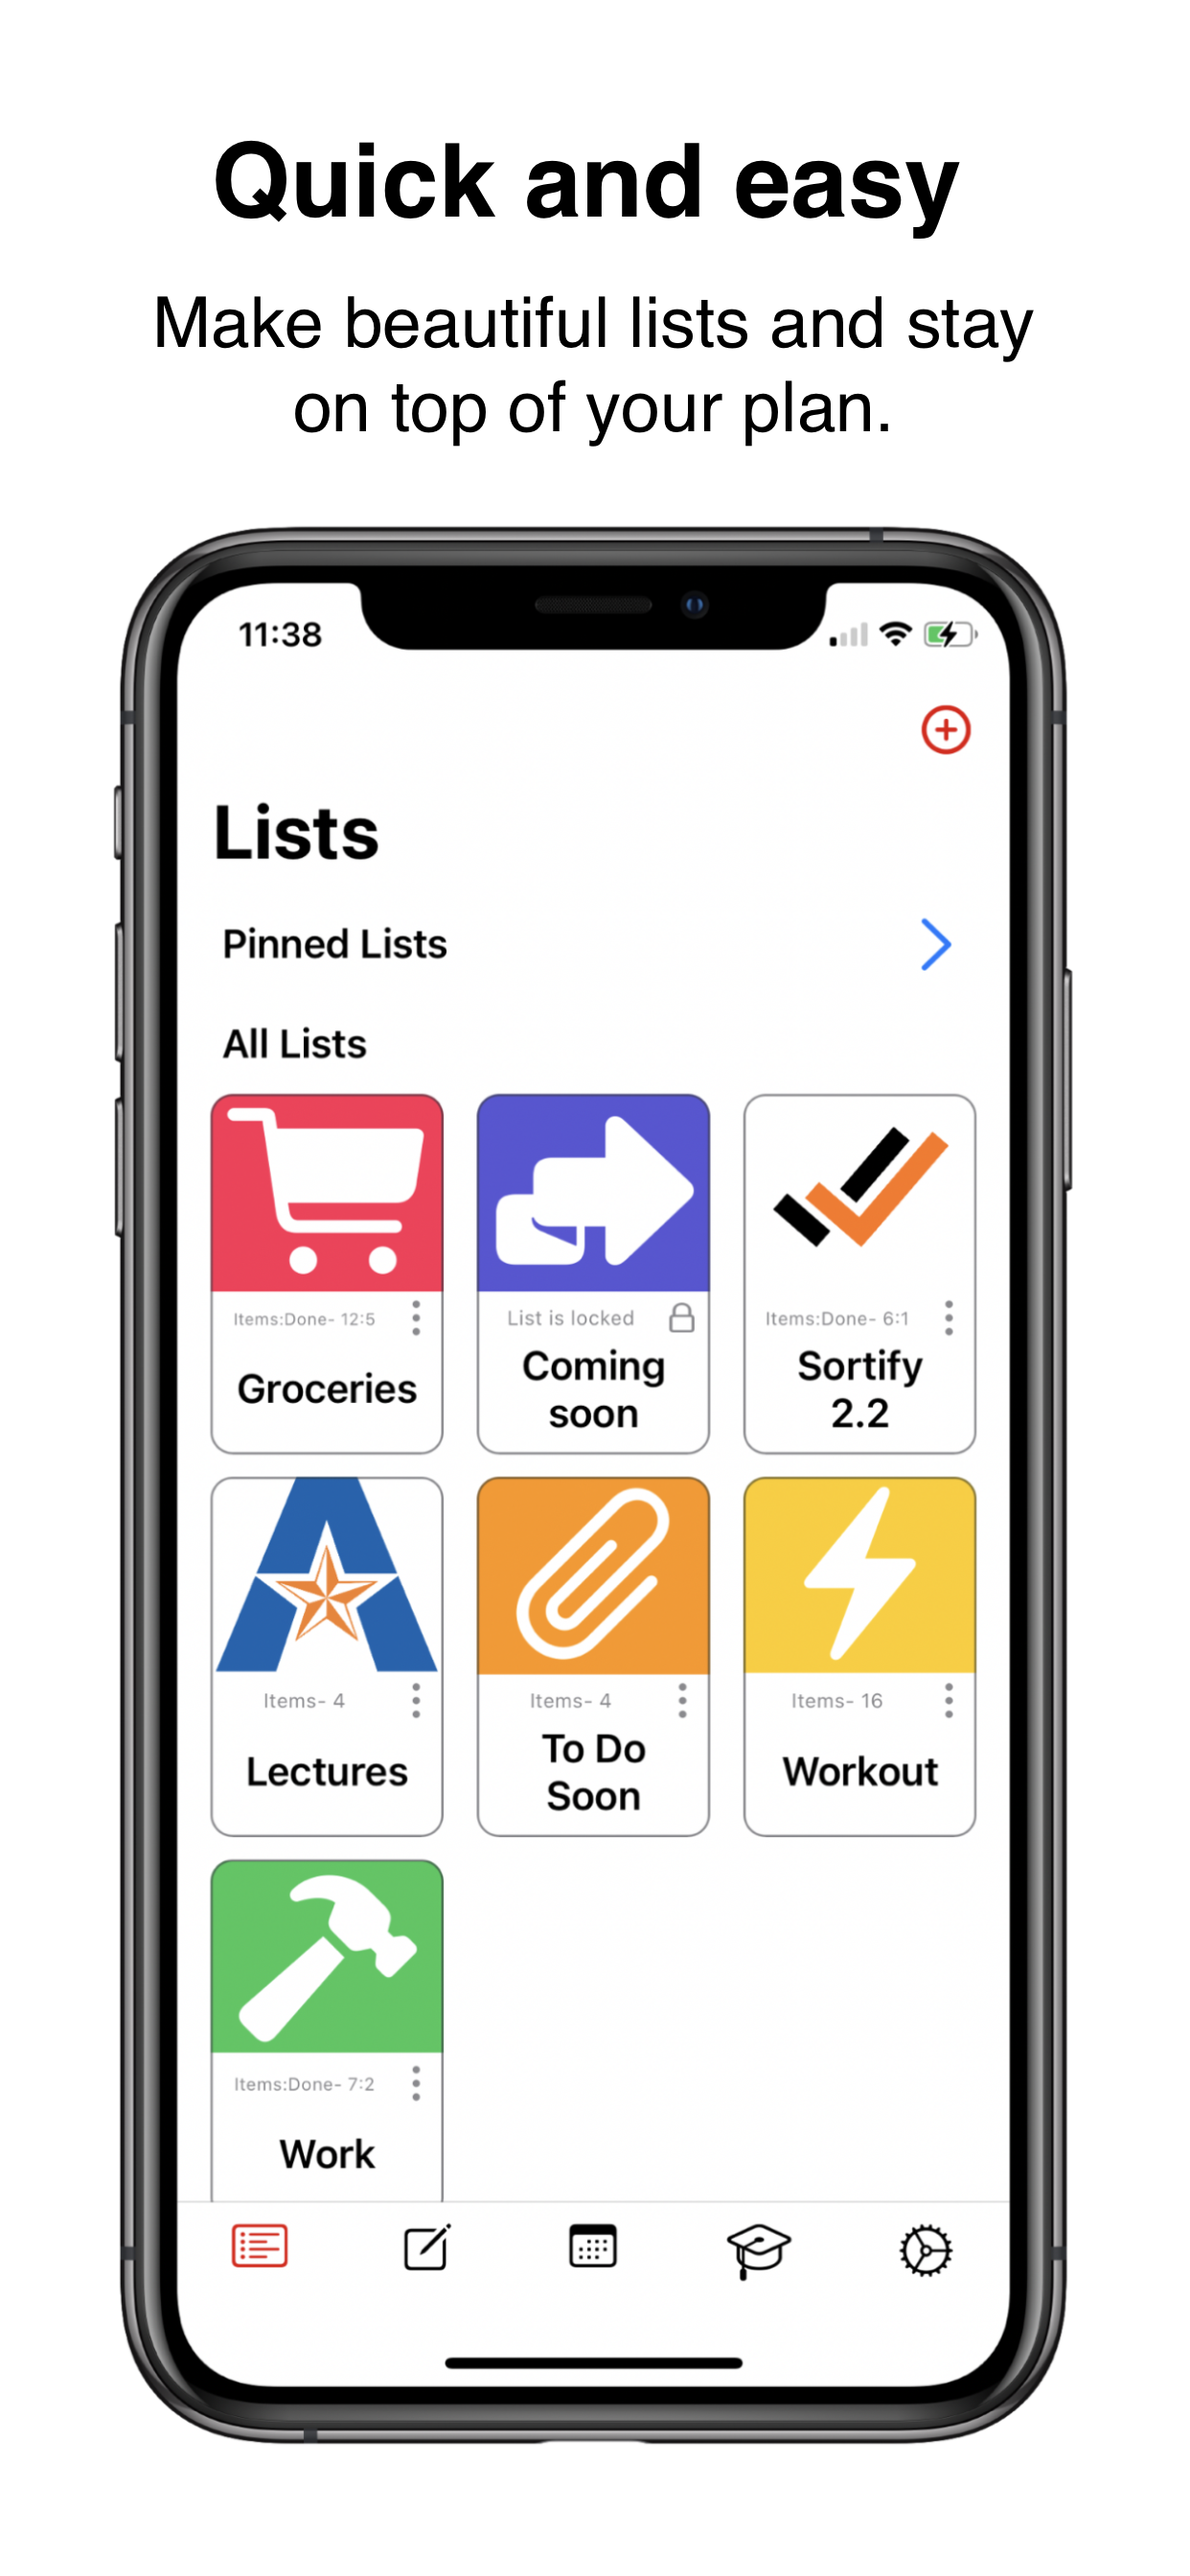 Quick and easy
Make beautiful lists and stay
on top of your plan.
11:38
Lists
Pinned Lists
All Lists
Items:Done- 12:5
Groceries
List is locked
Coming
soon
Items:Done- 6:1
Sortify
2.2
Items- 4
Lectures
Items- 4
To Do
Soon
Items- 16
Workout
Items:Done- 7:2
Work